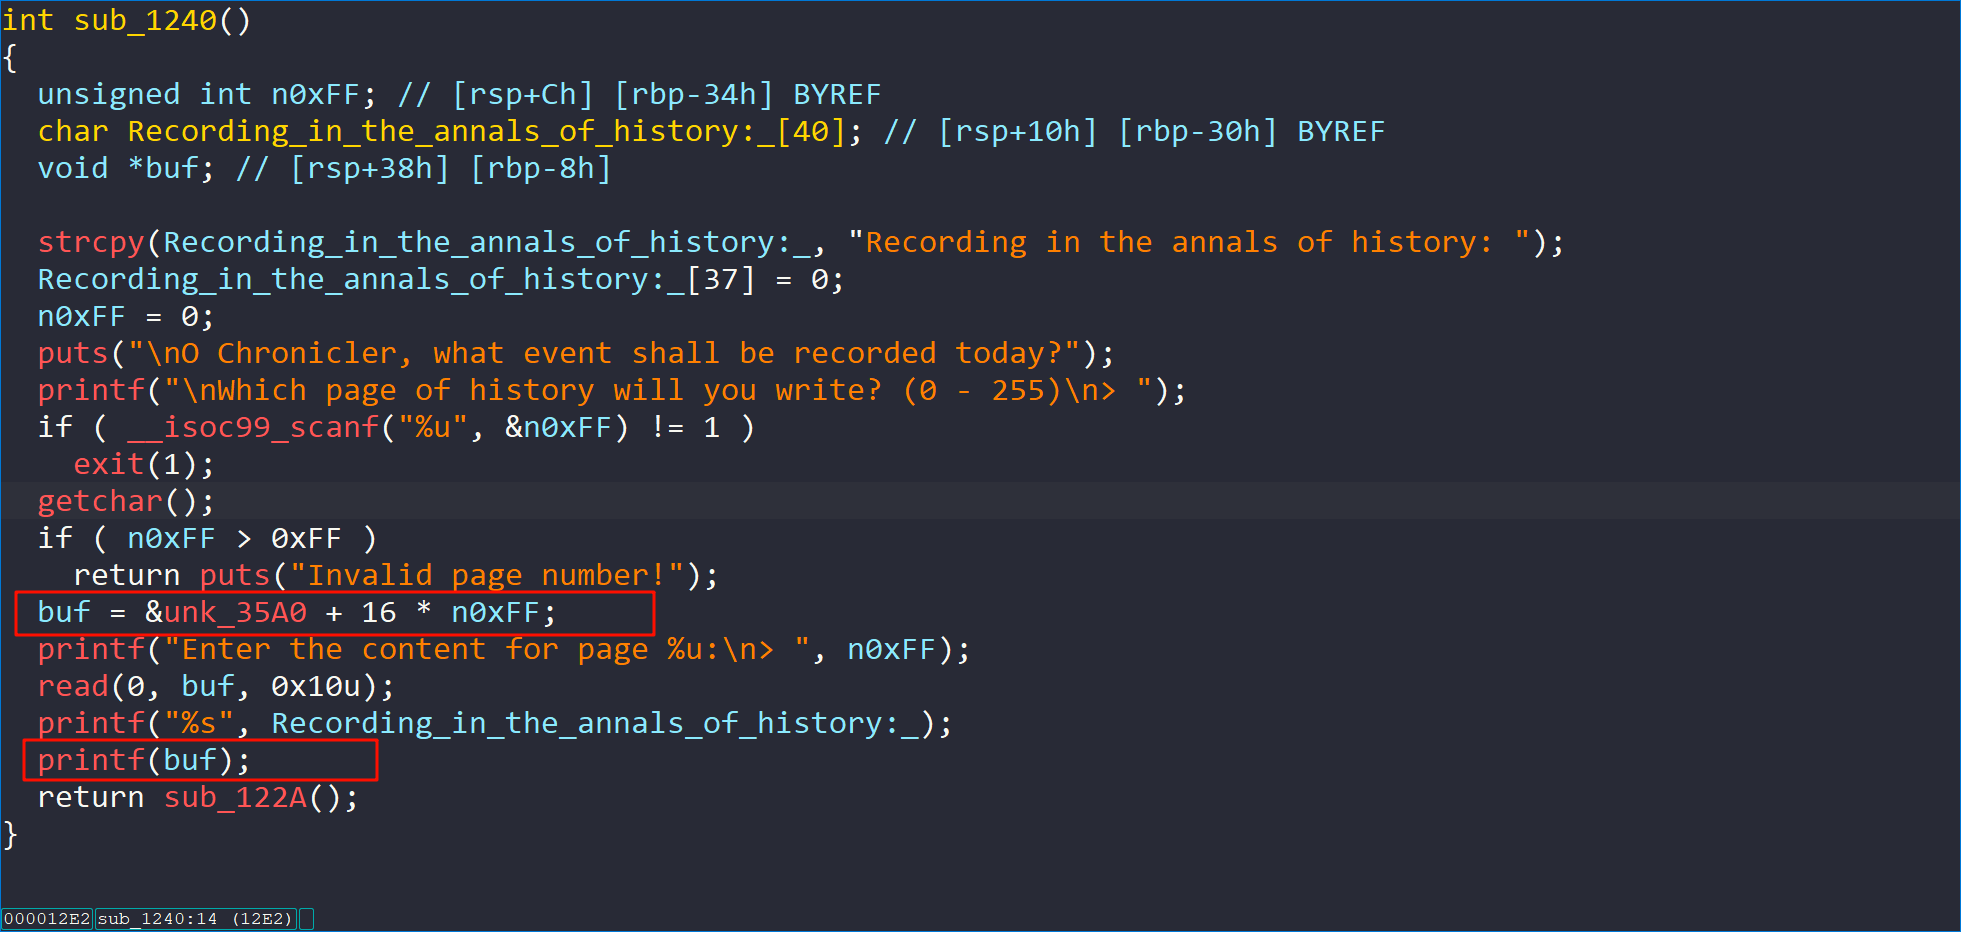 int sub_1240()
{
  unsigned int n0xFF; // [rsp+Ch] [rbp-34h] BYREF
  char Recording_in_the_annals_of_history:_[40]; // [rsp+10h] [rbp-30h] BYREF
  void *buf; // [rsp+38h] [rbp-8h]

  strcpy(Recording_in_the_annals_of_history:_, "Recording in the annals of history: ");
  Recording_in_the_annals_of_history:_[37] = 0;
  n0xFF = 0;
  puts("\nO Chronicler, what event shall be recorded today?");
  printf("\nWhich page of history will you write? (0 - 255)\n> ");
  if ( __isoc99_scanf("%u", &n0xFF) != 1 )
    exit(1);
  getchar();
  if ( n0xFF > 0xFF )
    return puts("Invalid page number!");
  buf = &unk_35A0 + 16 * n0xFF;
  printf("Enter the content for page %u:\n> ", n0xFF);
  read(0, buf, 0x10u);
  printf("%s", Recording_in_the_annals_of_history:_);
  printf(buf);
  return sub_122A();
}
000012E2 sub_1240:14 (12E2)